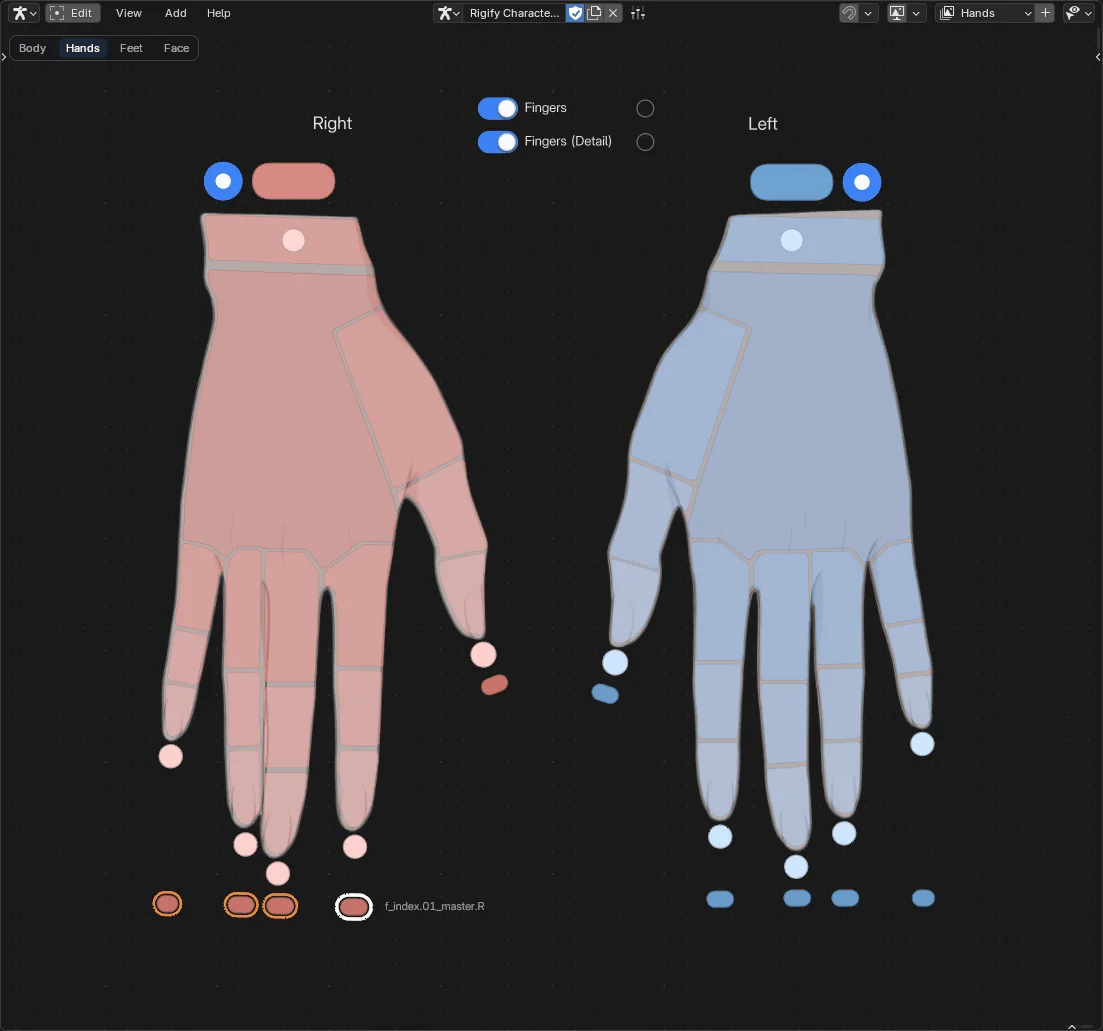 Edit View Add Help Rigify Characte... Hands
Body Hands Feet Face
Fingers
Right
Left
Fingers (Detail)
f_index.01_master.R